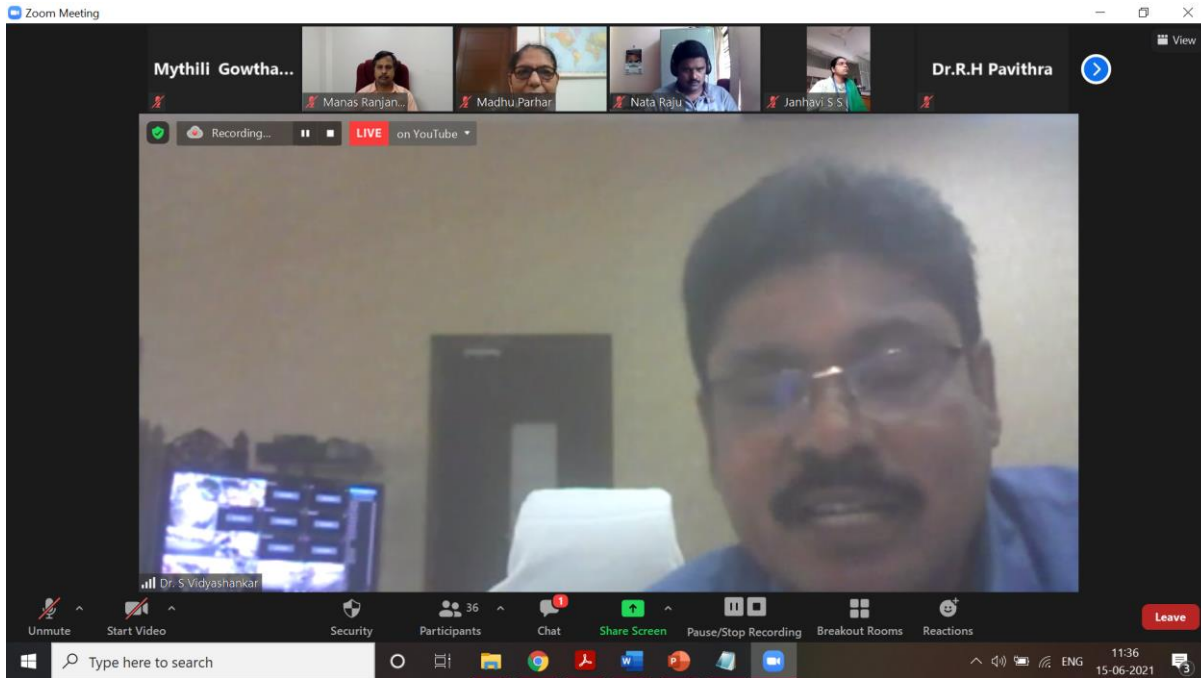 Zoom Meeting
View
Mythili Gowtha...
Manas Ranjan...
Madhu Parhar
Nata Raju
Janhavi S S
Dr.R.H Pavithra
Recording...
LIVE on YouTube
Dr. S Vidyashankar
Unmute
Start Video
Security
36
Participants
1
Chat
Share Screen
Pause/Stop Recording
Breakout Rooms
Reactions
Leave
Type here to search
ENG
11:36
15-06-2021
3